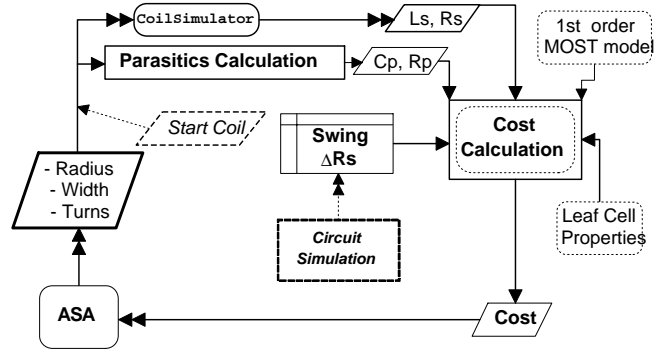 CoilSimulator
Ls, Rs
1st order
MOST model
Parasitics Calculation
Cp, Rp
Start Coil
Swing
ΔRs
Cost
Calculation
- Radius
- Width
- Turns
Circuit
Simulation
Leaf Cell
Properties
ASA
Cost